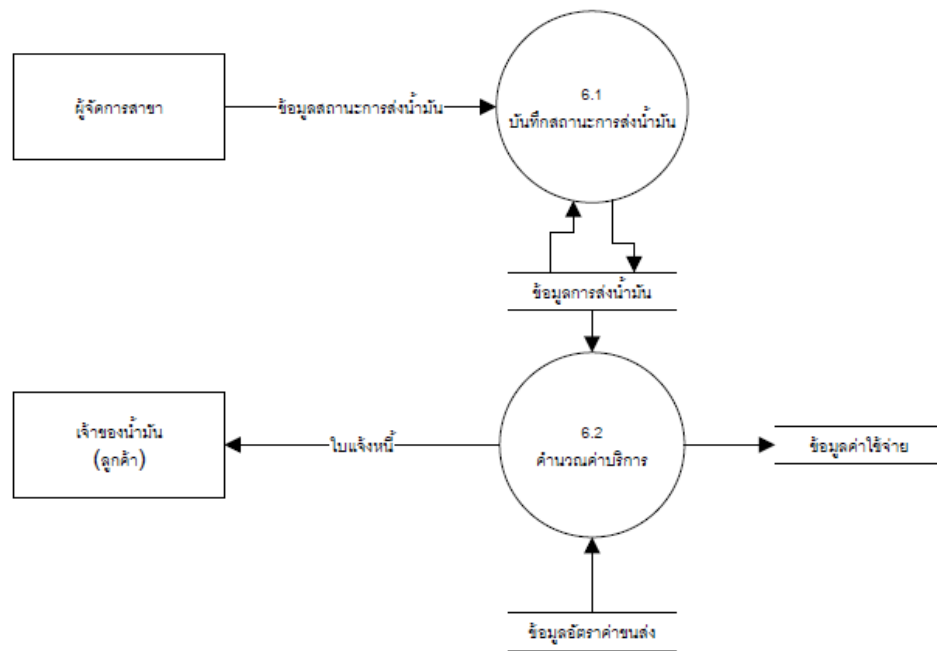 ผู้จัดการสาขา
ข้อมูลสถานะการส่งน้ำมัน
6.1
บันทึกสถานะการส่งน้ำมัน
ข้อมูลการส่งน้ำมัน
เจ้าของน้ำมัน
(ลูกค้า)
ใบแจ้งหนี้
6.2
คำนวณค่าบริการ
ข้อมูลค่าใช้จ่าย
ข้อมูลอัตราค่าขนส่ง